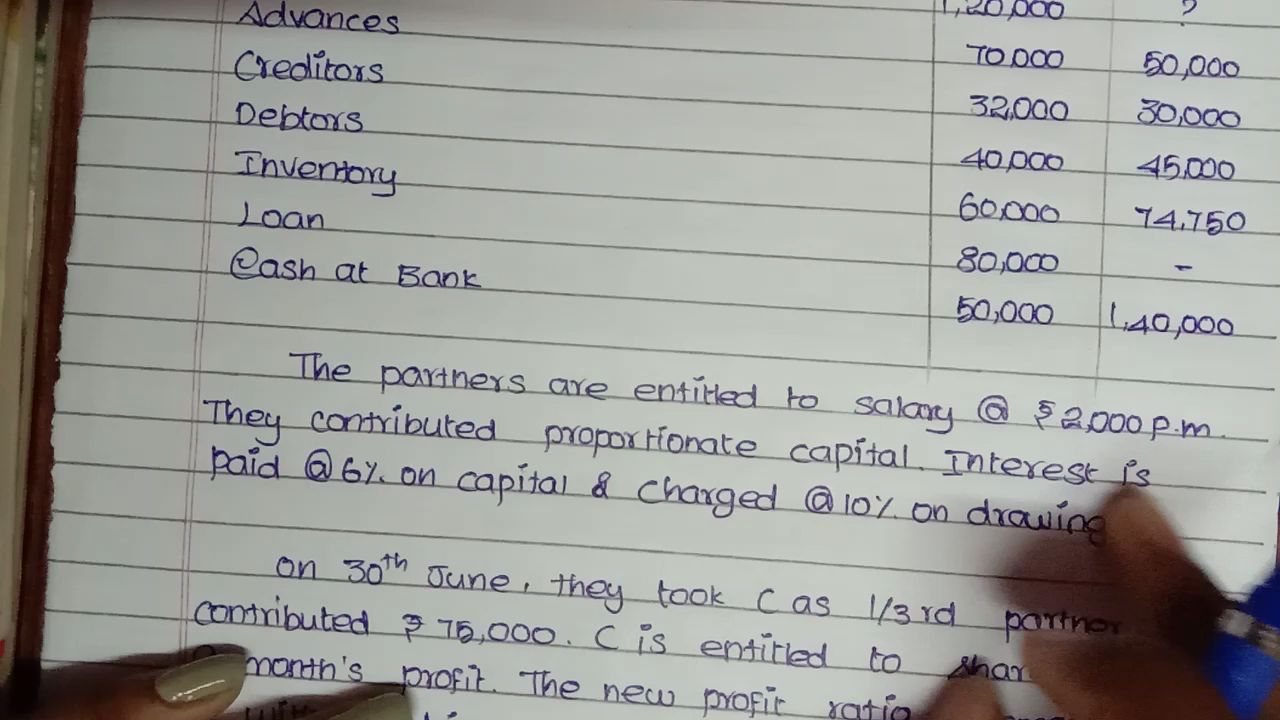 Advances 1,20,000 ?
Creditors 70,000 50,000
Debtors 32,000 30,000
Inventory 40,000 45,000
Loan 60,000 74,750
Cash at Bank 80,000 -
50,000 1,40,000
The partners are entitled to salary @ ₹2,000 p.m.
They contributed proportionate capital. Interest is
paid @ 6% on capital & charged @ 10% on drawing
On 30th June, they took C as 1/3rd partner
contributed ₹ 75,000. C is entitled to shar
month's profit. The new profit ratio